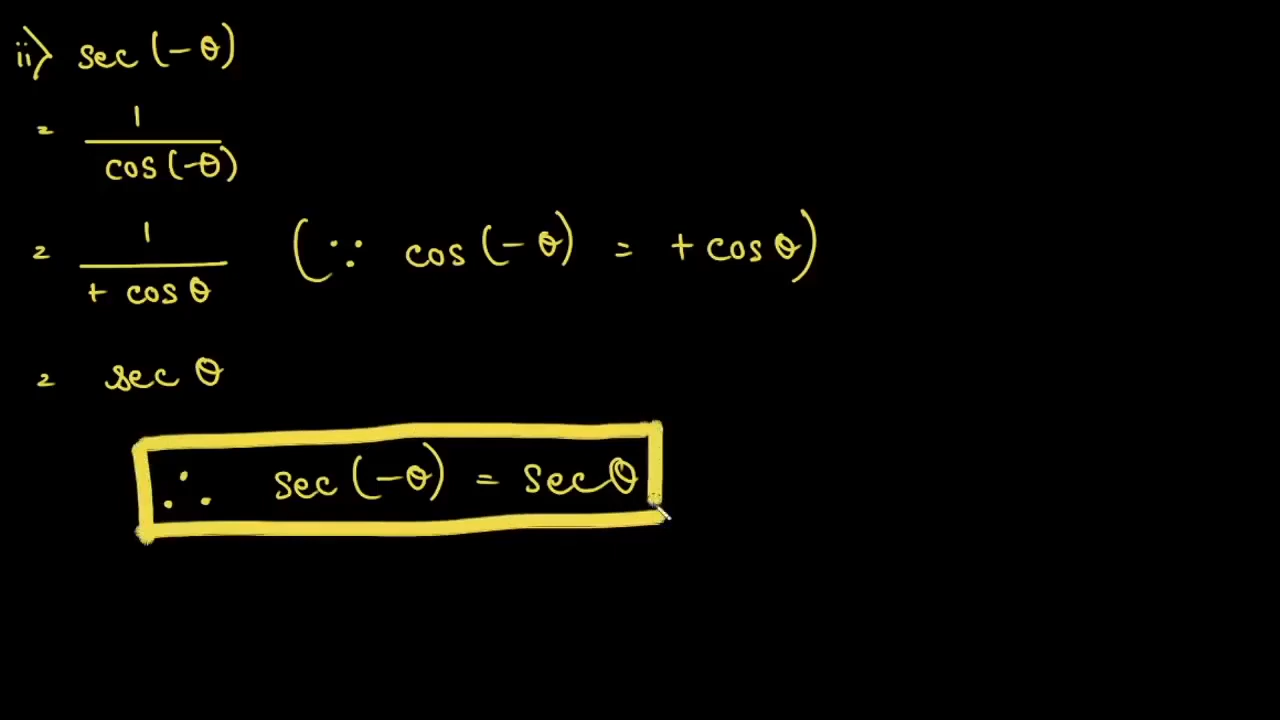 ii) sec (-θ)
= 1 / cos (-θ)
= 1 / + cos θ (∵ cos (-θ) = + cos θ)
= sec θ
∴ sec (-θ) = sec θ